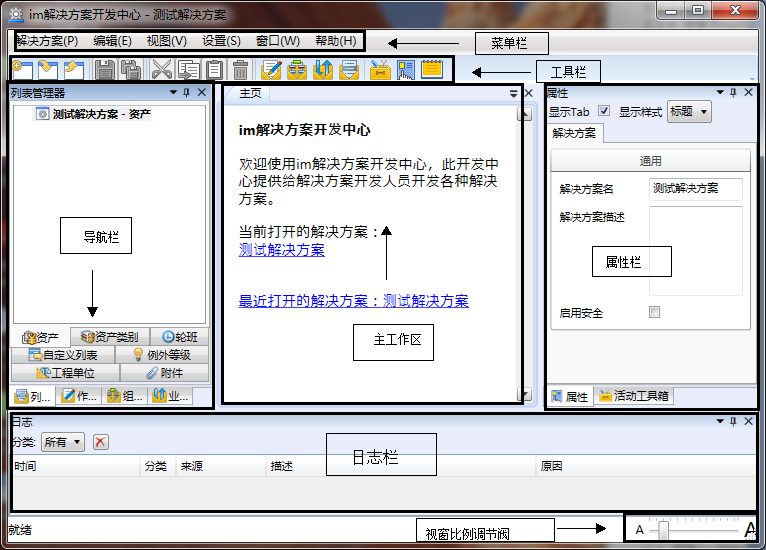 im解决方案开发中心 - 测试解决方案
解决方案(P) 编辑(E) 视图(V) 设置(S) 窗口(W) 帮助(H)
菜单栏
工具栏
列表管理器
测试解决方案 - 资产
导航栏
资产 资产类别 轮班
自定义列表 例外等级
工程单位 附件
列... 作... 组... 业...
主页
im解决方案开发中心
欢迎使用im解决方案开发中心，此开发中
心提供给解决方案开发人员开发各种解决
方案。
当前打开的解决方案：
测试解决方案
最近打开的解决方案：测试解决方案
主工作区
属性
显示Tab 显示样式 标题
解决方案
通用
解决方案名 测试解决方案
解决方案描述
属性栏
启用安全
属性 活动工具箱
日志
分类: 所有
时间 分类 来源 描述 原因
日志栏
就绪
视窗比例调节阀
A A